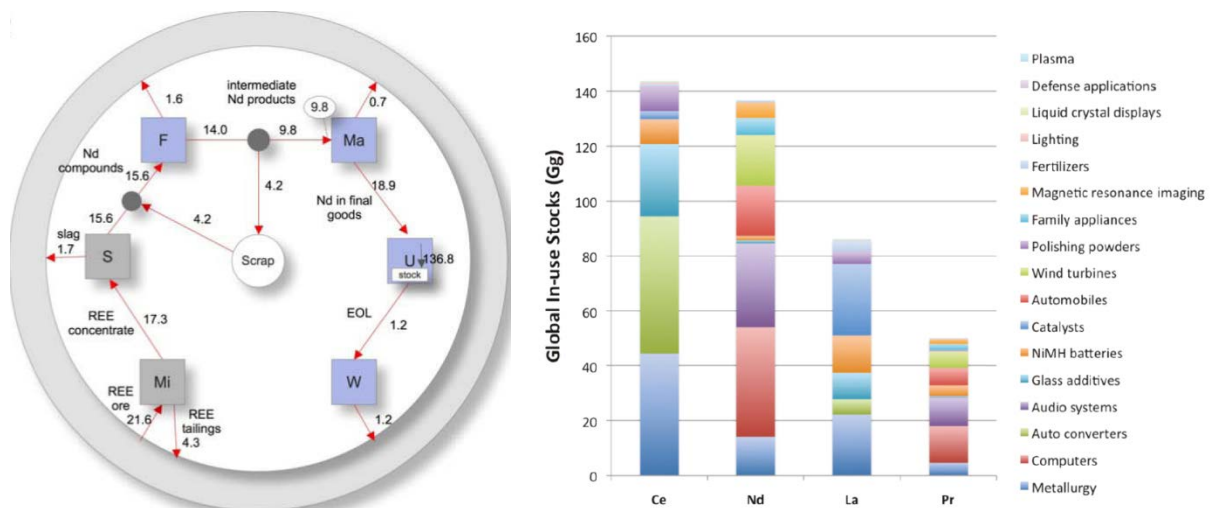 1.6
F
14.0
intermediate
Nd products
9.8
9.8
0.7
Ma
Nd
compounds
15.6
4.2
18.9
Nd in final
goods
15.6
4.2
slag
1.7
S
Scrap
U
136.8
stock
REE
concentrate
17.3
EOL
1.2
Mi
W
REE
ore
21.6
REE
tailings
4.3
1.2
Global In-use Stocks (Gg)
160
140
120
100
80
60
40
20
0
Ce
Nd
La
Pr
Plasma
Defense applications
Liquid crystal displays
Lighting
Fertilizers
Magnetic resonance imaging
Family appliances
Polishing powders
Wind turbines
Automobiles
Catalysts
NiMH batteries
Glass additives
Audio systems
Auto converters
Computers
Metallurgy